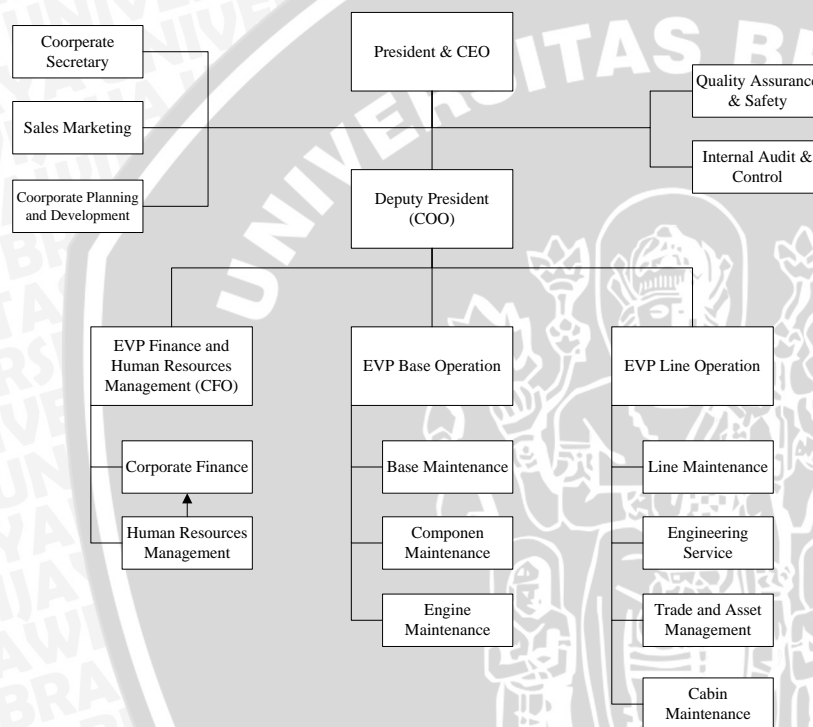 Coorperate
Secretary
President & CEO
Quality Assurance
& Safety
Sales Marketing
Internal Audit &
Control
Coorporate Planning
and Development
Deputy President
(COO)
EVP Finance and
Human Resources
Management (CFO)
EVP Base Operation
EVP Line Operation
Corporate Finance
Base Maintenance
Line Maintenance
Human Resources
Management
Componen
Maintenance
Engineering
Service
Engine
Maintenance
Trade and Asset
Management
Cabin
Maintenance
UNIVERSITAS